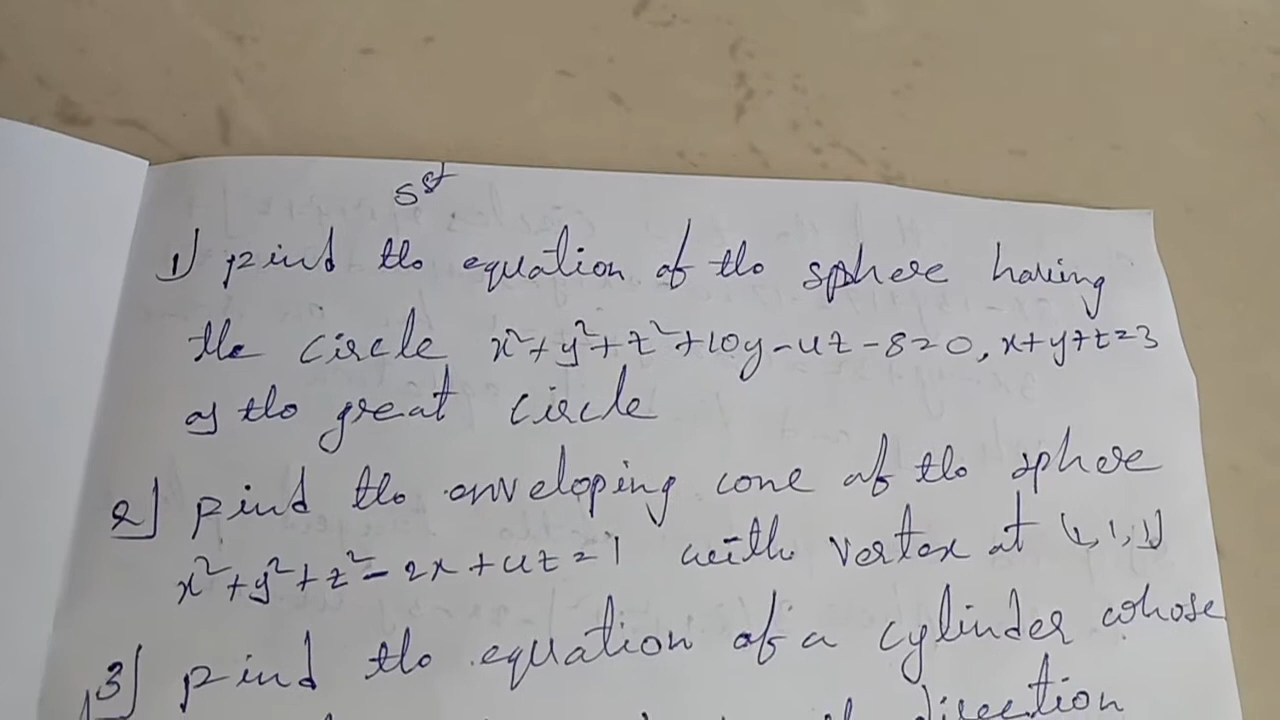 5st
1) Find the equation of the sphere having
the circle x²+y²+z²+10y-4z-8=0, x+y+z=3
as the great circle
2] Find the enveloping cone of the sphere
x²+y²+z²-2x+4z=1 with vertex at (1,1,1)
3] Find the equation of a cylinder whose
direction